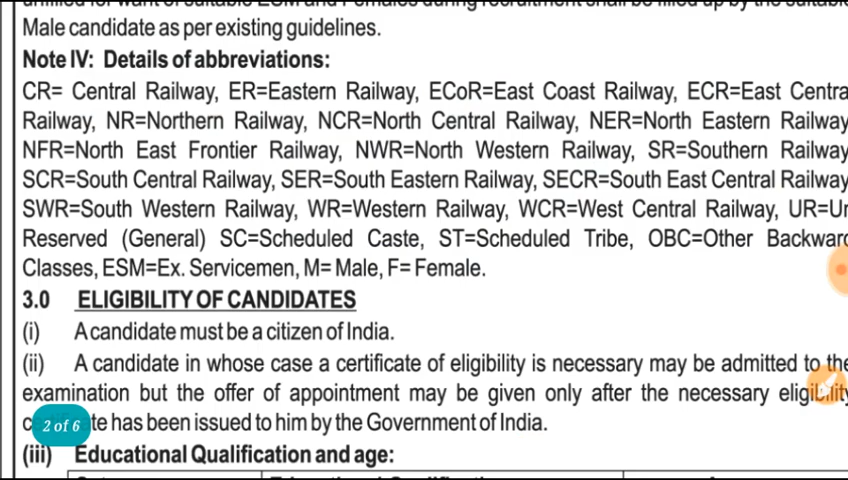 Male candidate as per existing guidelines.
Note IV: Details of abbreviations:
CR= Central Railway, ER=Eastern Railway, ECoR=East Coast Railway, ECR=East Centra
Railway, NR=Northern Railway, NCR=North Central Railway, NER=North Eastern Railway
NFR=North East Frontier Railway, NWR=North Western Railway, SR=Southern Railway
SCR=South Central Railway, SER=South Eastern Railway, SECR=South East Central Railway
SWR=South Western Railway, WR=Western Railway, WCR=West Central Railway, UR=Un
Reserved (General) SC=Scheduled Caste, ST=Scheduled Tribe, OBC=Other Backward
Classes, ESM=Ex. Servicemen, M= Male, F= Female.
3.0 ELIGIBILITY OF CANDIDATES
(i) A candidate must be a citizen of India.
(ii) A candidate in whose case a certificate of eligibility is necessary may be admitted to the
examination but the offer of appointment may be given only after the necessary eligibility
has been issued to him by the Government of India.
2 of 6
(iii) Educational Qualification and age: